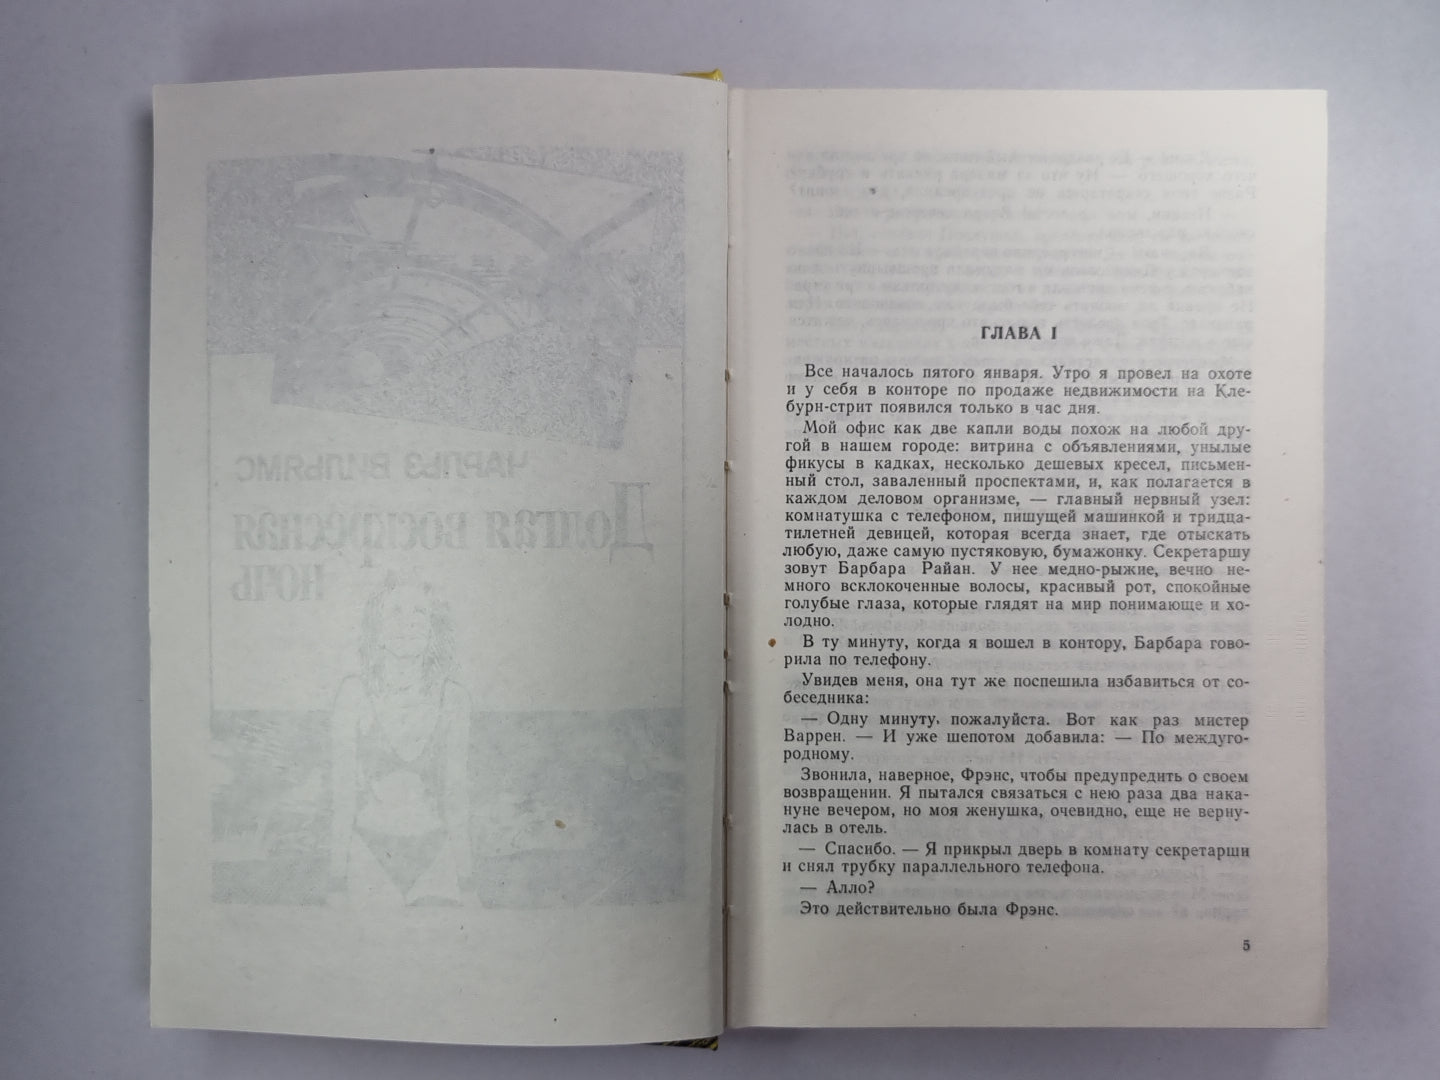 ЧАРЛЬЗ ВИЛЬЯМС
Долгая воскресная
ночь
ГЛАВА I
Все началось пятого января. Утро я провел на охоте
и у себя в конторе по продаже недвижимости на Кле-
бурн-стрит появился только в час дня.
Мой офис как две капли воды похож на любой дру-
гой в нашем городе: витрина с объявлениями, унылые
фикусы в кадках, несколько дешевых кресел, письмен-
ный стол, заваленный проспектами, и, как полагается в
каждом деловом организме, — главный нервный узел:
комнатушка с телефоном, пишущей машинкой и тридца-
тилетней девицей, которая всегда знает, где отыскать
любую, даже самую пустяковую, бумажонку. Секретаршу
зовут Барбара Райан. У нее медно-рыжие, вечно не-
много всклокоченные волосы, красивый рот, спокойные
голубые глаза, которые глядят на мир понимающе и хо-
лодно.
В ту минуту, когда я вошел в контору, Барбара гово-
рила по телефону.
Увидев меня, она тут же поспешила избавиться от со-
беседника:
— Одну минуту, пожалуйста. Вот как раз мистер
Варрен. — И уже шепотом добавила: — По междуго-
родному.
Звонила, наверное, Фрэнс, чтобы предупредить о своем
возвращении. Я пытался связаться с нею раза два нака-
нуне вечером, но моя женушка, очевидно, еще не верну-
лась в отель.
— Спасибо. — Я прикрыл дверь в комнату секретарши
и снял трубку параллельного телефона.
— Алло?
Это действительно была Фрэнс.
5